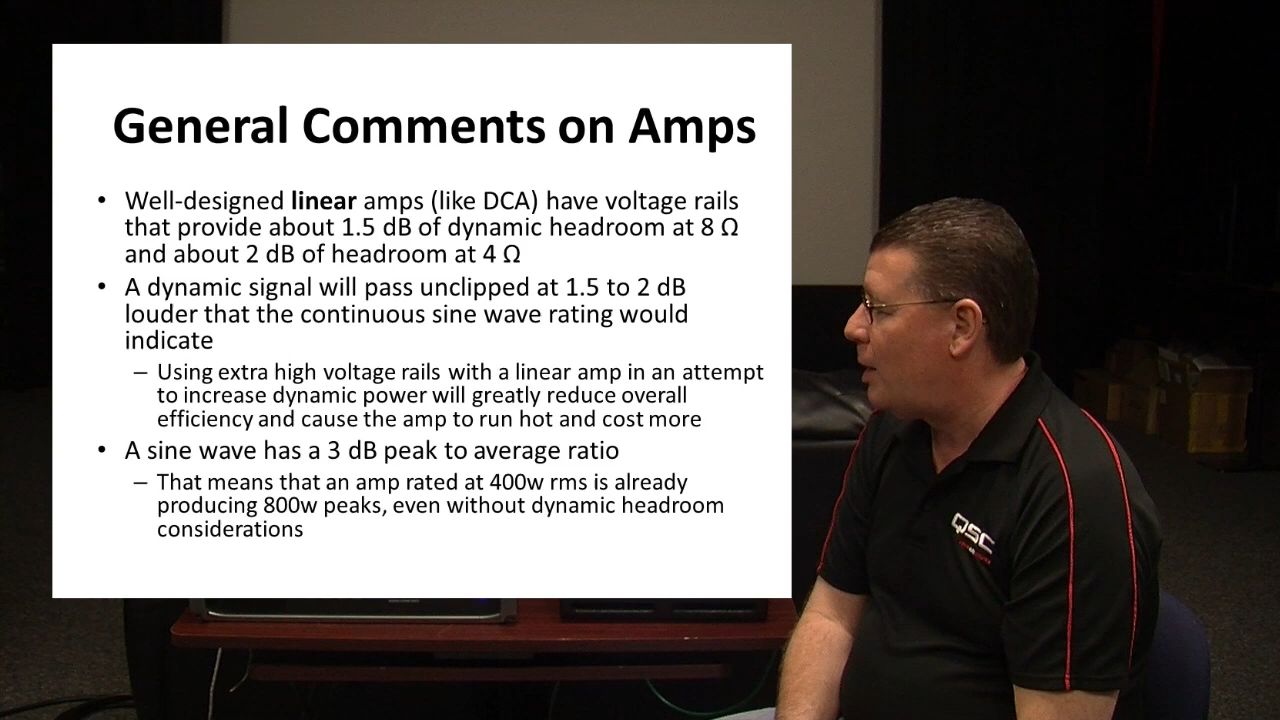 General Comments on Amps
• Well-designed linear amps (like DCA) have voltage rails
that provide about 1.5 dB of dynamic headroom at 8 Ω
and about 2 dB of headroom at 4 Ω
• A dynamic signal will pass unclipped at 1.5 to 2 dB
louder that the continuous sine wave rating would
indicate
– Using extra high voltage rails with a linear amp in an attempt
to increase dynamic power will greatly reduce overall
efficiency and cause the amp to run hot and cost more
• A sine wave has a 3 dB peak to average ratio
– That means that an amp rated at 400w rms is already
producing 800w peaks, even without dynamic headroom
considerations
QSC